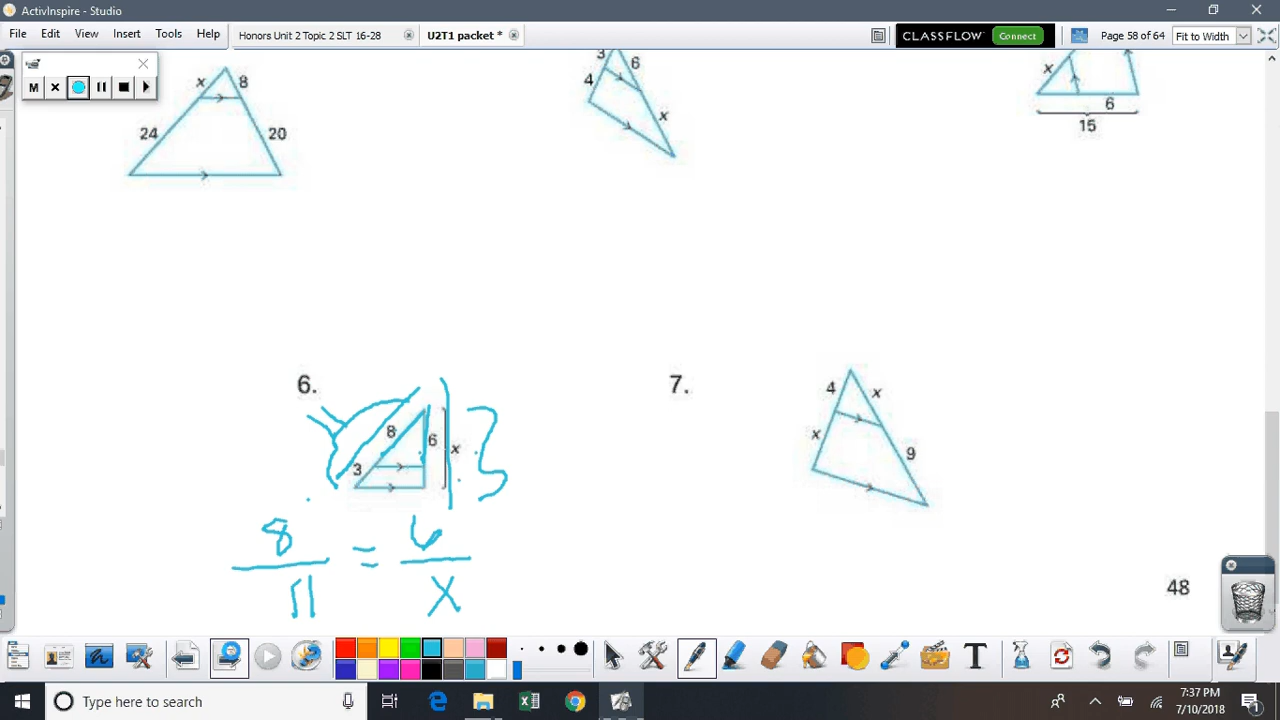 ActivInspire - Studio
File Edit View Insert Tools Help
Honors Unit 2 Topic 2 SLT 16-28
U2T1 packet *
CLASSFLOW Connect
Page 58 of 64
Fit to Width
M
x 8
24 20
3 6
4
x
x
6
15
6.
8
6
x
3
8/11 = 6/x
7.
4 x
x
9
48
T
Type here to search
7:37 PM
7/10/2018
1